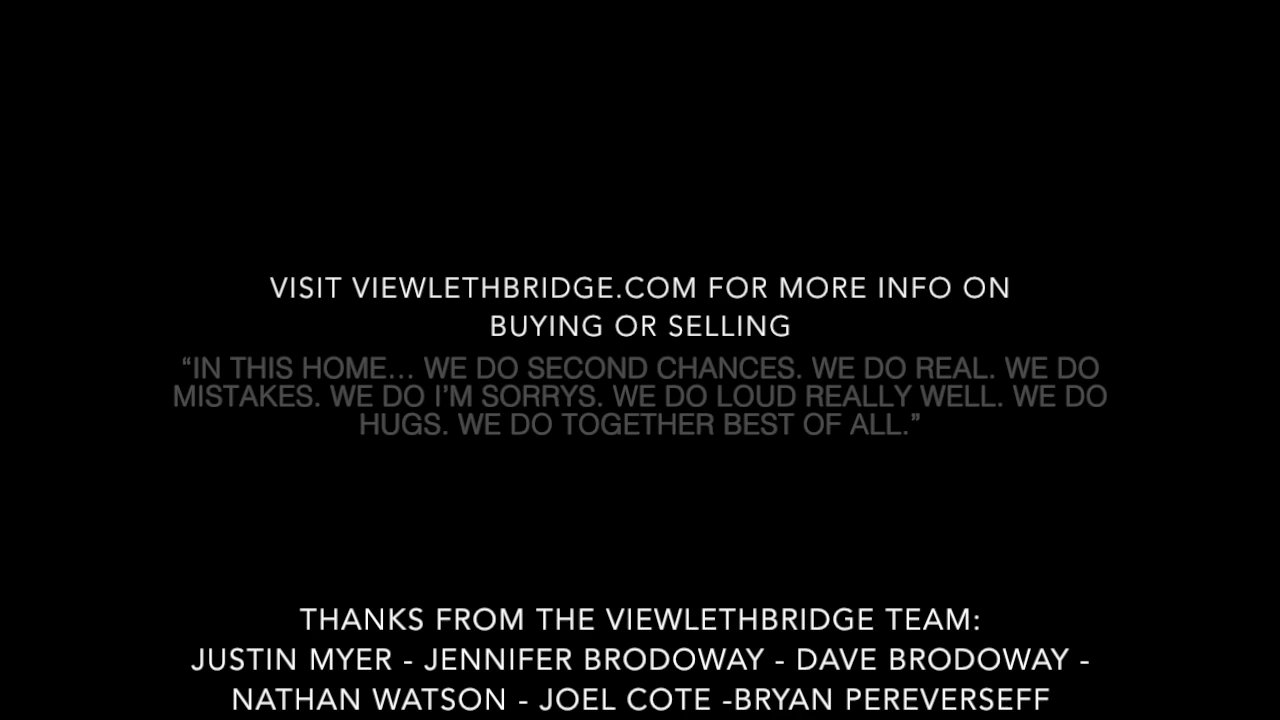 VISIT VIEWLETHBRIDGE.COM FOR MORE INFO ON
BUYING OR SELLING
“IN THIS HOME… WE DO SECOND CHANCES. WE DO REAL. WE DO
MISTAKES. WE DO I’M SORRYS. WE DO LOUD REALLY WELL. WE DO
HUGS. WE DO TOGETHER BEST OF ALL.”
THANKS FROM THE VIEWLETHBRIDGE TEAM:
JUSTIN MYER - JENNIFER BRODOWAY - DAVE BRODOWAY -
NATHAN WATSON - JOEL COTE -BRYAN PEREVERSEFF